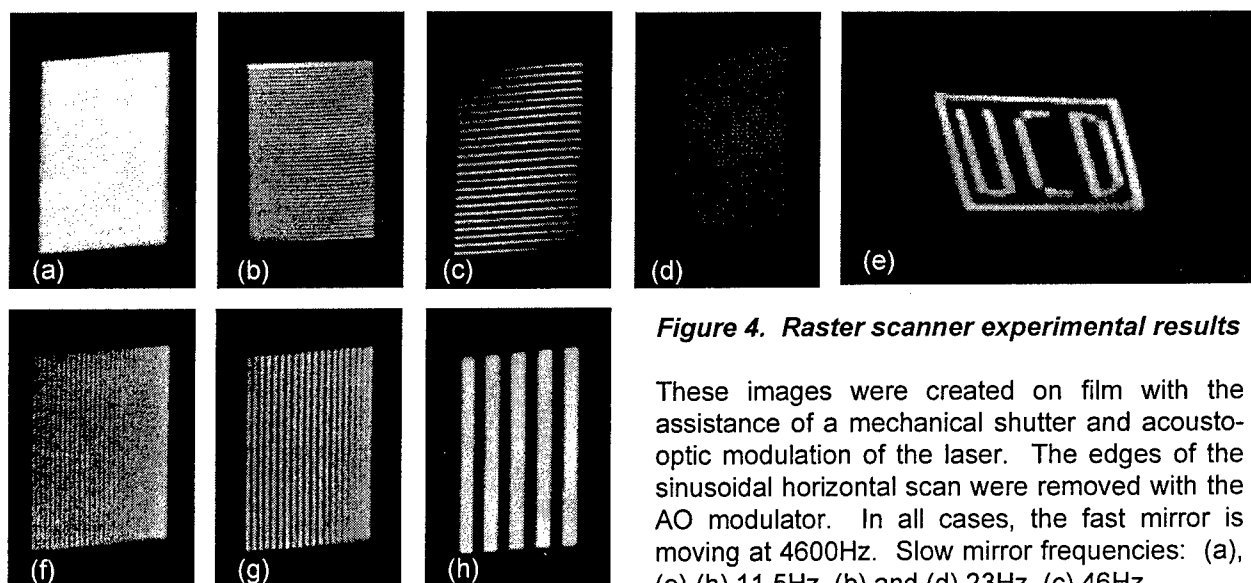 (a)
(b)
(c)
(d)
UCD
(e)
(f)
(g)
(h)
Figure 4. Raster scanner experimental results
These images were created on film with the
assistance of a mechanical shutter and acousto-
optic modulation of the laser. The edges of the
sinusoidal horizontal scan were removed with the
AO modulator. In all cases, the fast mirror is
moving at 4600Hz. Slow mirror frequencies: (a),
(b) and (d) 23Hz, (c) 46Hz